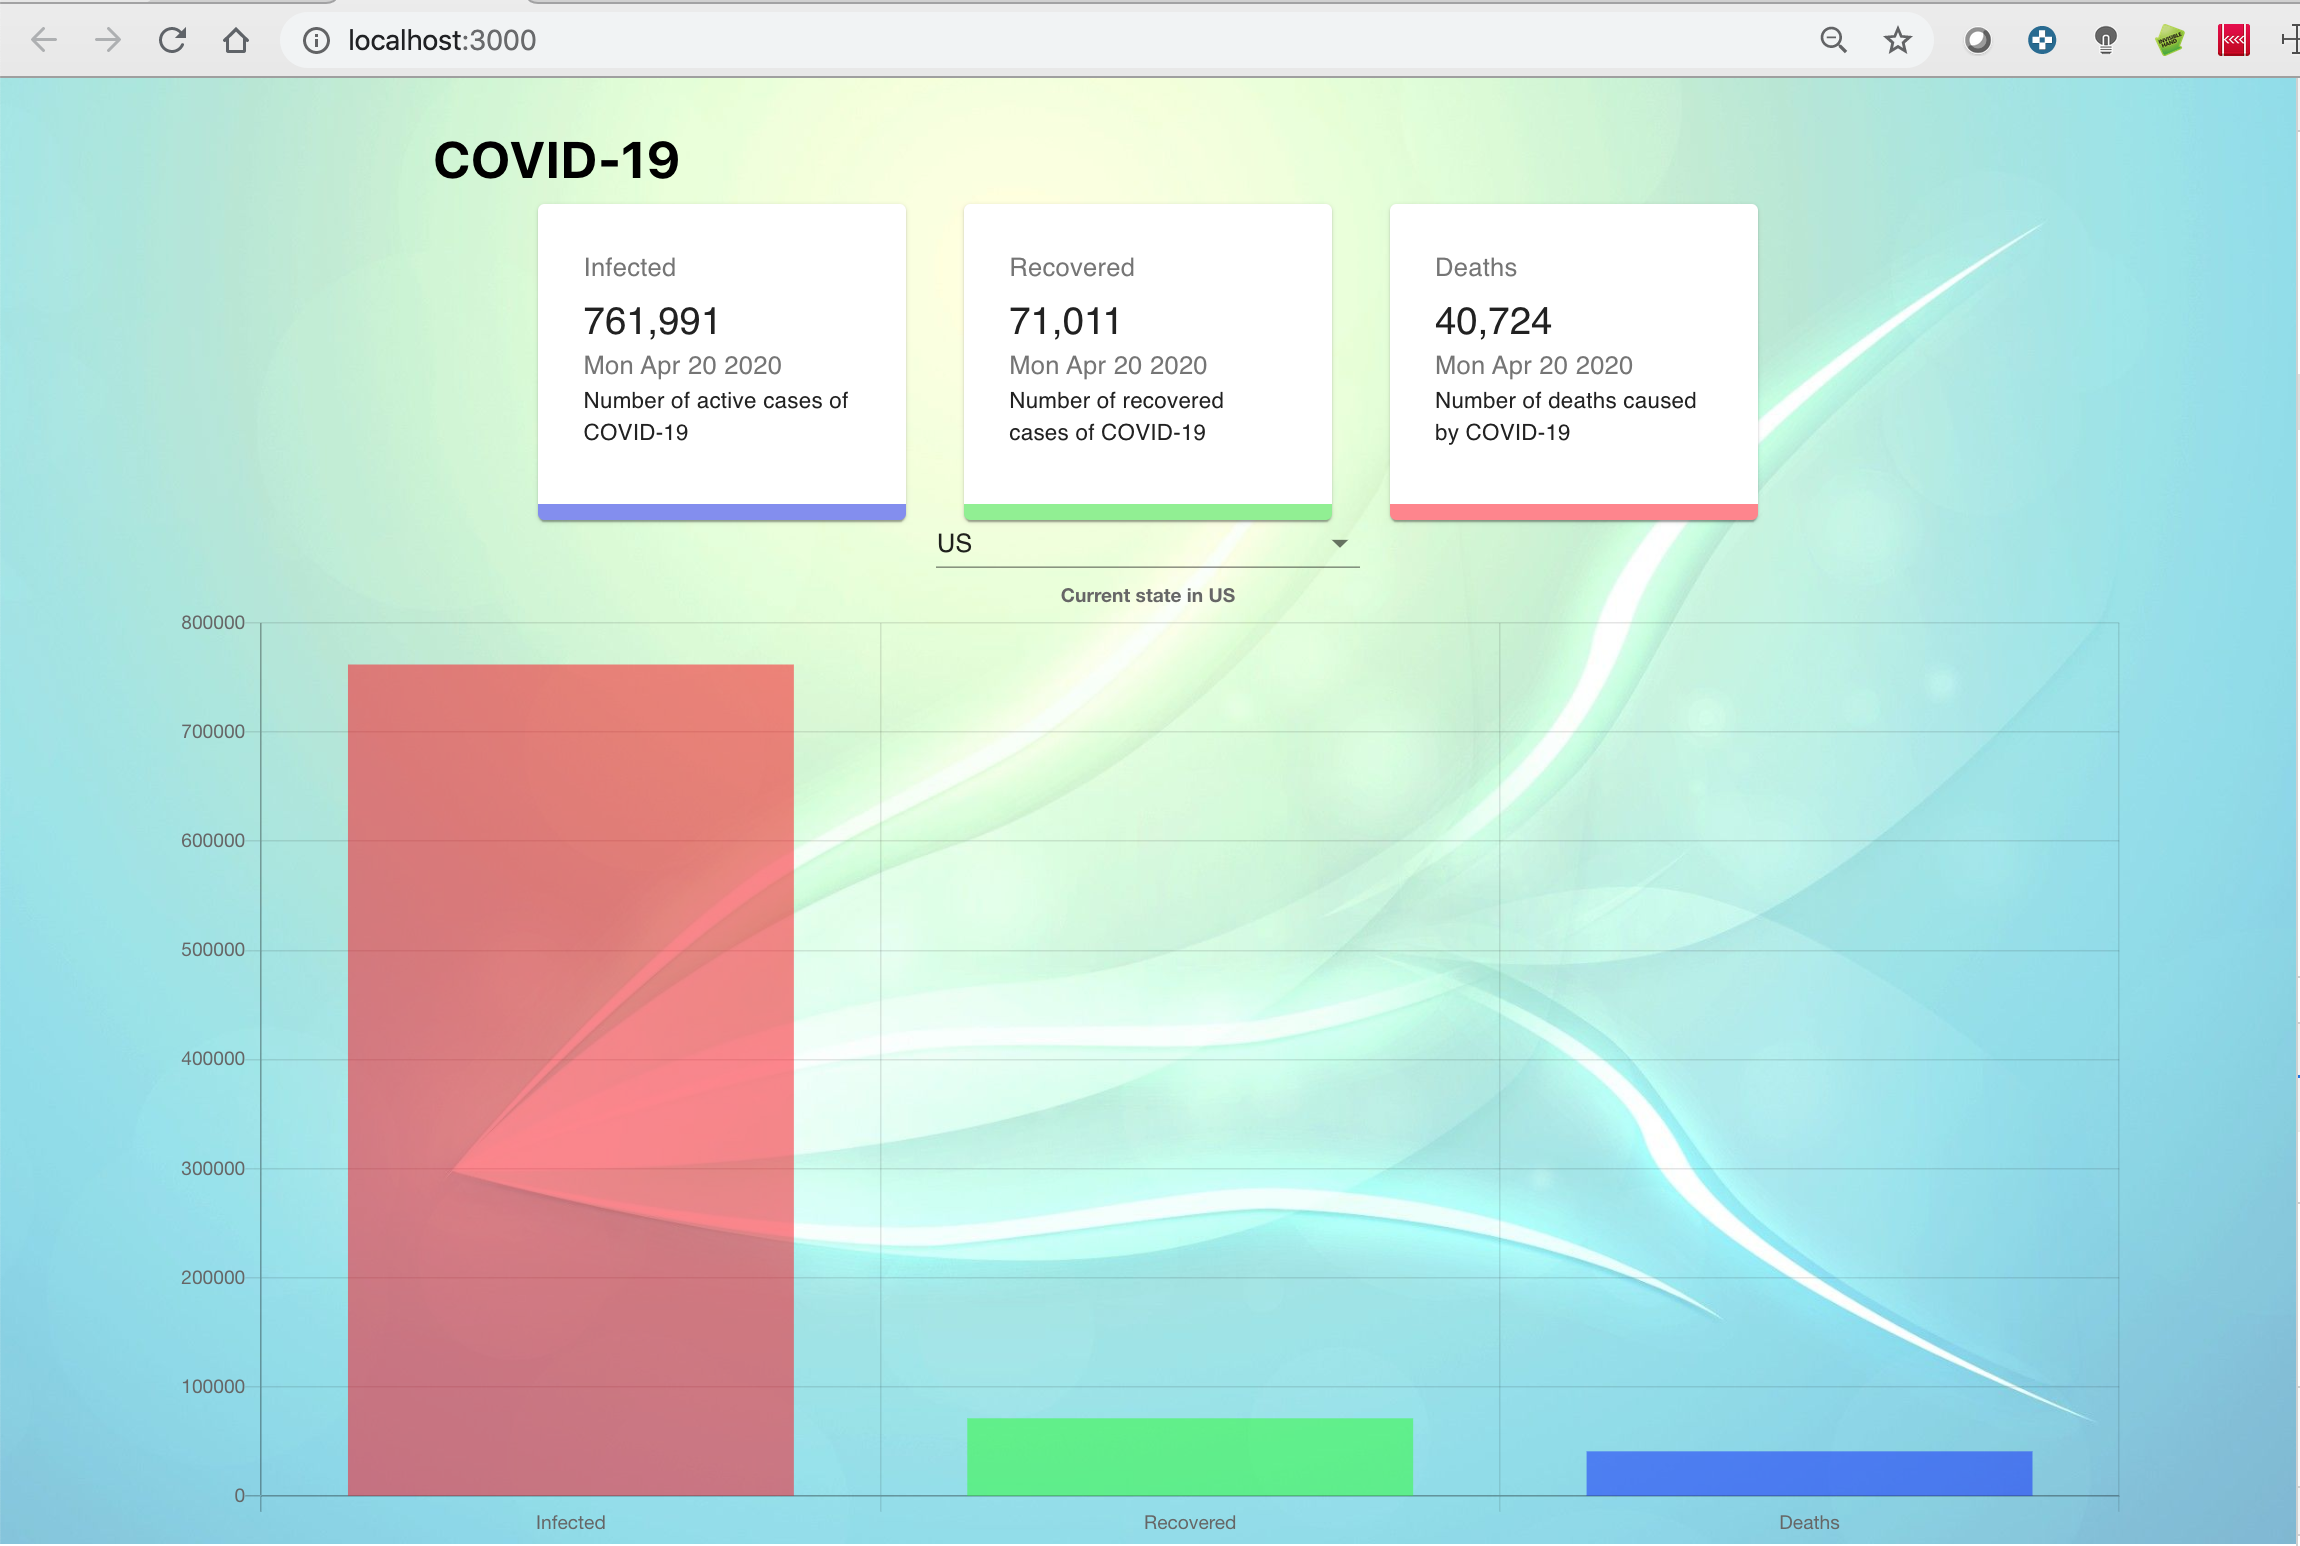 localhost:3000
COVID-19
Infected
761,991
Mon Apr 20 2020
Number of active cases of
COVID-19
Recovered
71,011
Mon Apr 20 2020
Number of recovered
cases of COVID-19
Deaths
40,724
Mon Apr 20 2020
Number of deaths caused
by COVID-19
US
Current state in US
800000
700000
600000
500000
400000
300000
200000
100000
0
Infected
Recovered
Deaths